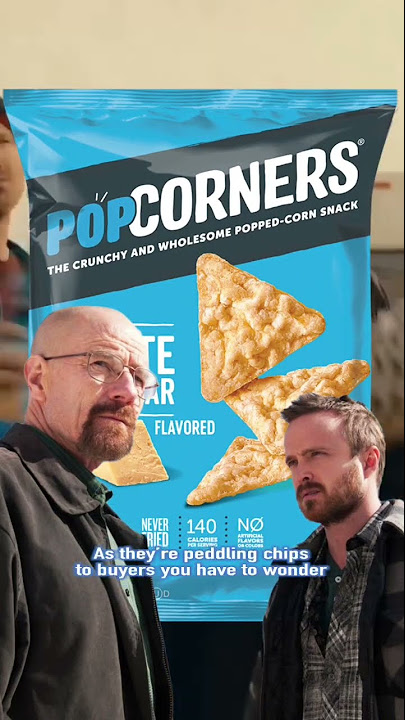 POPCORNERS®
THE CRUNCHY AND WHOLESOME POPPED-CORN SNACK
FLAVORED
NEVER
140
CALORIES
PER SERVING
NØ
ARTIFICIAL
FLAVORS
OR COLORS
As they're peddling chips
to buyers you have to wonder